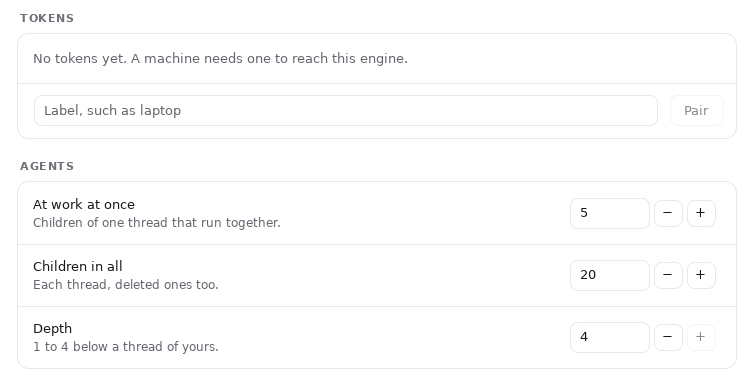 TOKENS
No tokens yet. A machine needs one to reach this engine.
Label, such as laptop
Pair
AGENTS
At work at once
Children of one thread that run together.
5 − +
Children in all
Each thread, deleted ones too.
20 − +
Depth
1 to 4 below a thread of yours.
4 − +